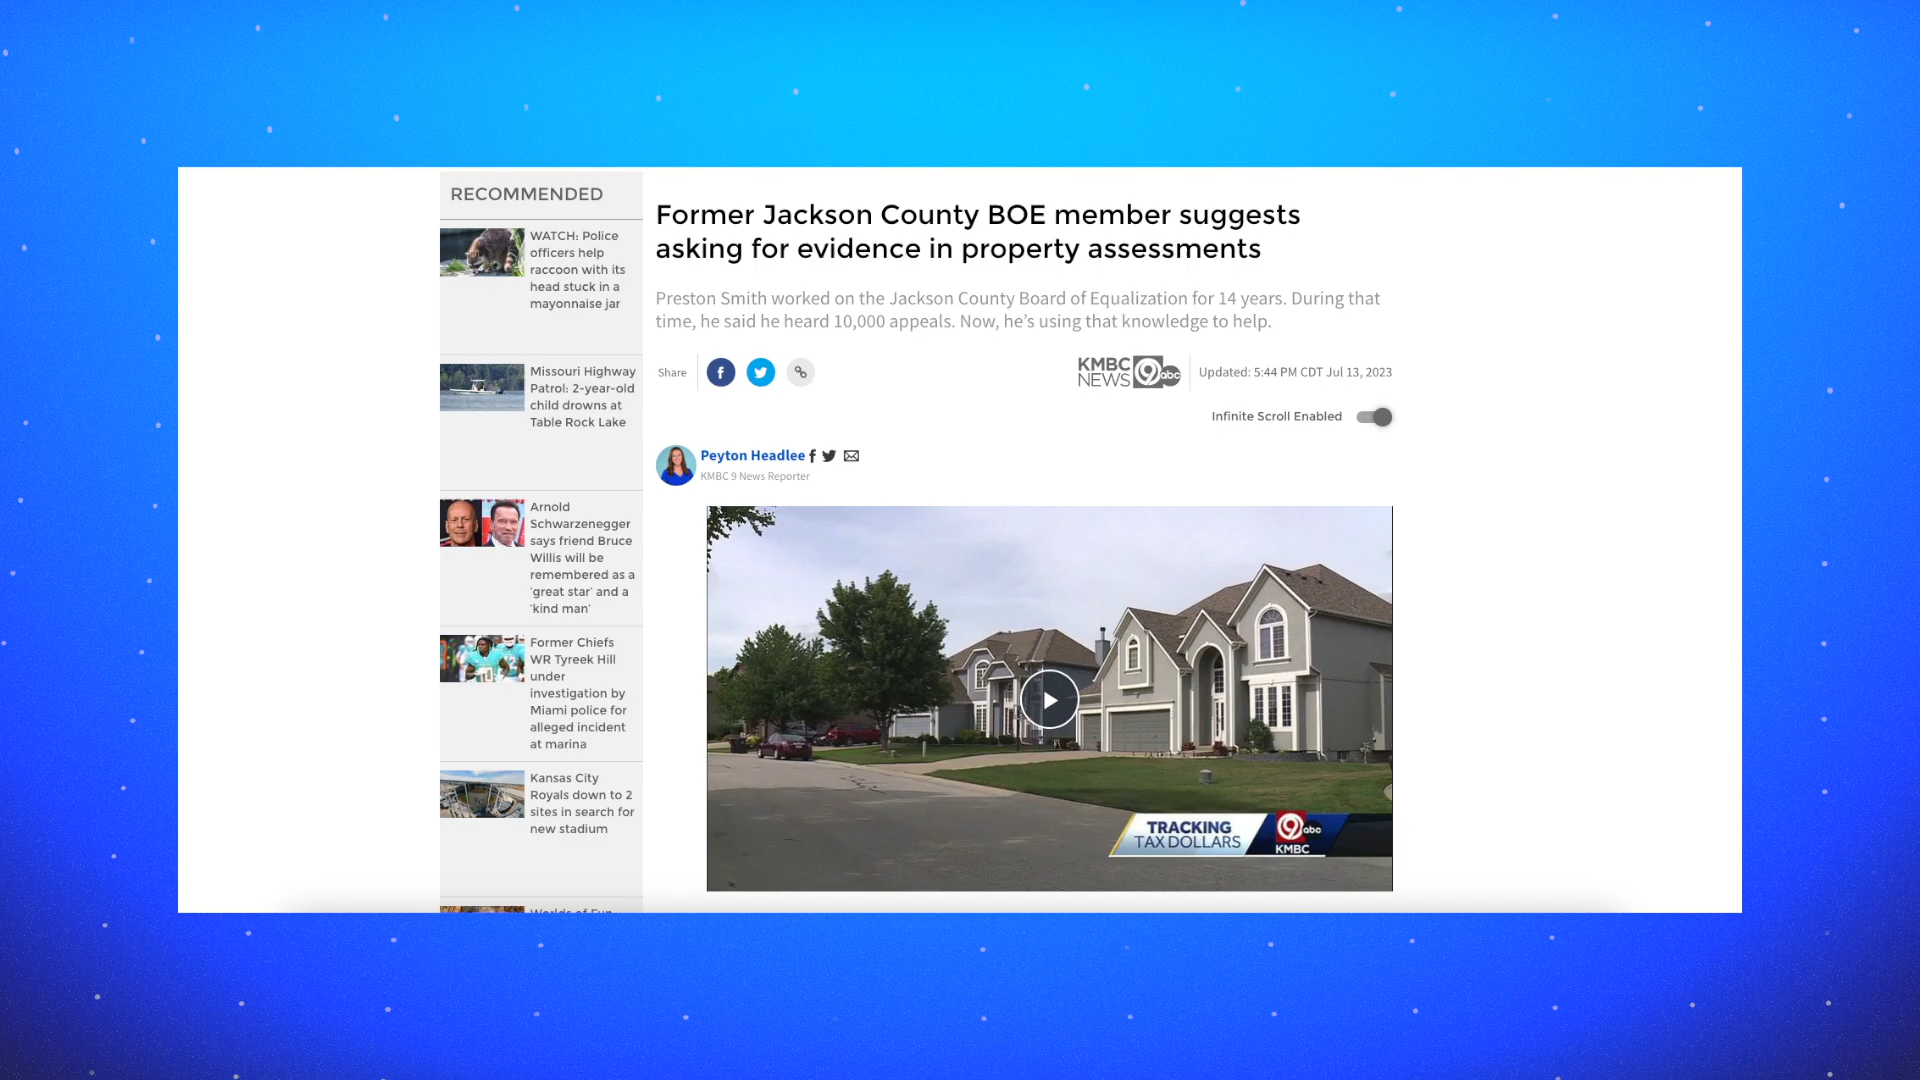 RECOMMENDED
WATCH: Police
officers help
raccoon with its
head stuck in a
mayonnaise jar
Missouri Highway
Patrol: 2-year-old
child drowns at
Table Rock Lake
Arnold
Schwarzenegger
says friend Bruce
Willis will be
remembered as a
'great star' and a
'kind man'
Former Chiefs
WR Tyreek Hill
under
investigation by
Miami police for
alleged incident
at marina
Kansas City
Royals down to 2
sites in search for
new stadium
Worlds of Fun
Former Jackson County BOE member suggests
asking for evidence in property assessments
Preston Smith worked on the Jackson County Board of Equalization for 14 years. During that
time, he said he heard 10,000 appeals. Now, he’s using that knowledge to help.
Share
KMBC
NEWS 9 abc
Updated: 5:44 PM CDT Jul 13, 2023
Infinite Scroll Enabled
Peyton Headlee
KMBC 9 News Reporter
TRACKING
TAX DOLLARS
9 abc
KMBC